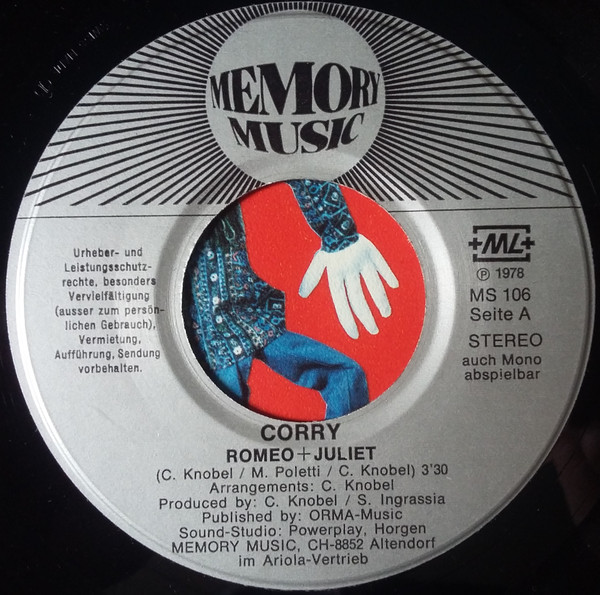 MEMORY
MUSIC
Urheber- und
Leistungsschutz-
rechte, besonders
Vervielfältigung
(ausser zum persön-
lichen Gebrauch),
Vermietung,
Aufführung, Sendung
vorbehalten.
+ML+
℗ 1978
MS 106
Seite A
STEREO
auch Mono
abspielbar
CORRY
ROMEO + JULIET
(C. Knobel / M. Poletti / C. Knobel) 3'30
Arrangements: C. Knobel
Produced by: C. Knobel / S. Ingrassia
Published by: ORMA-Music
Sound-Studio: Powerplay, Horgen
MEMORY MUSIC, CH-8852 Altendorf
im Ariola-Vertrieb